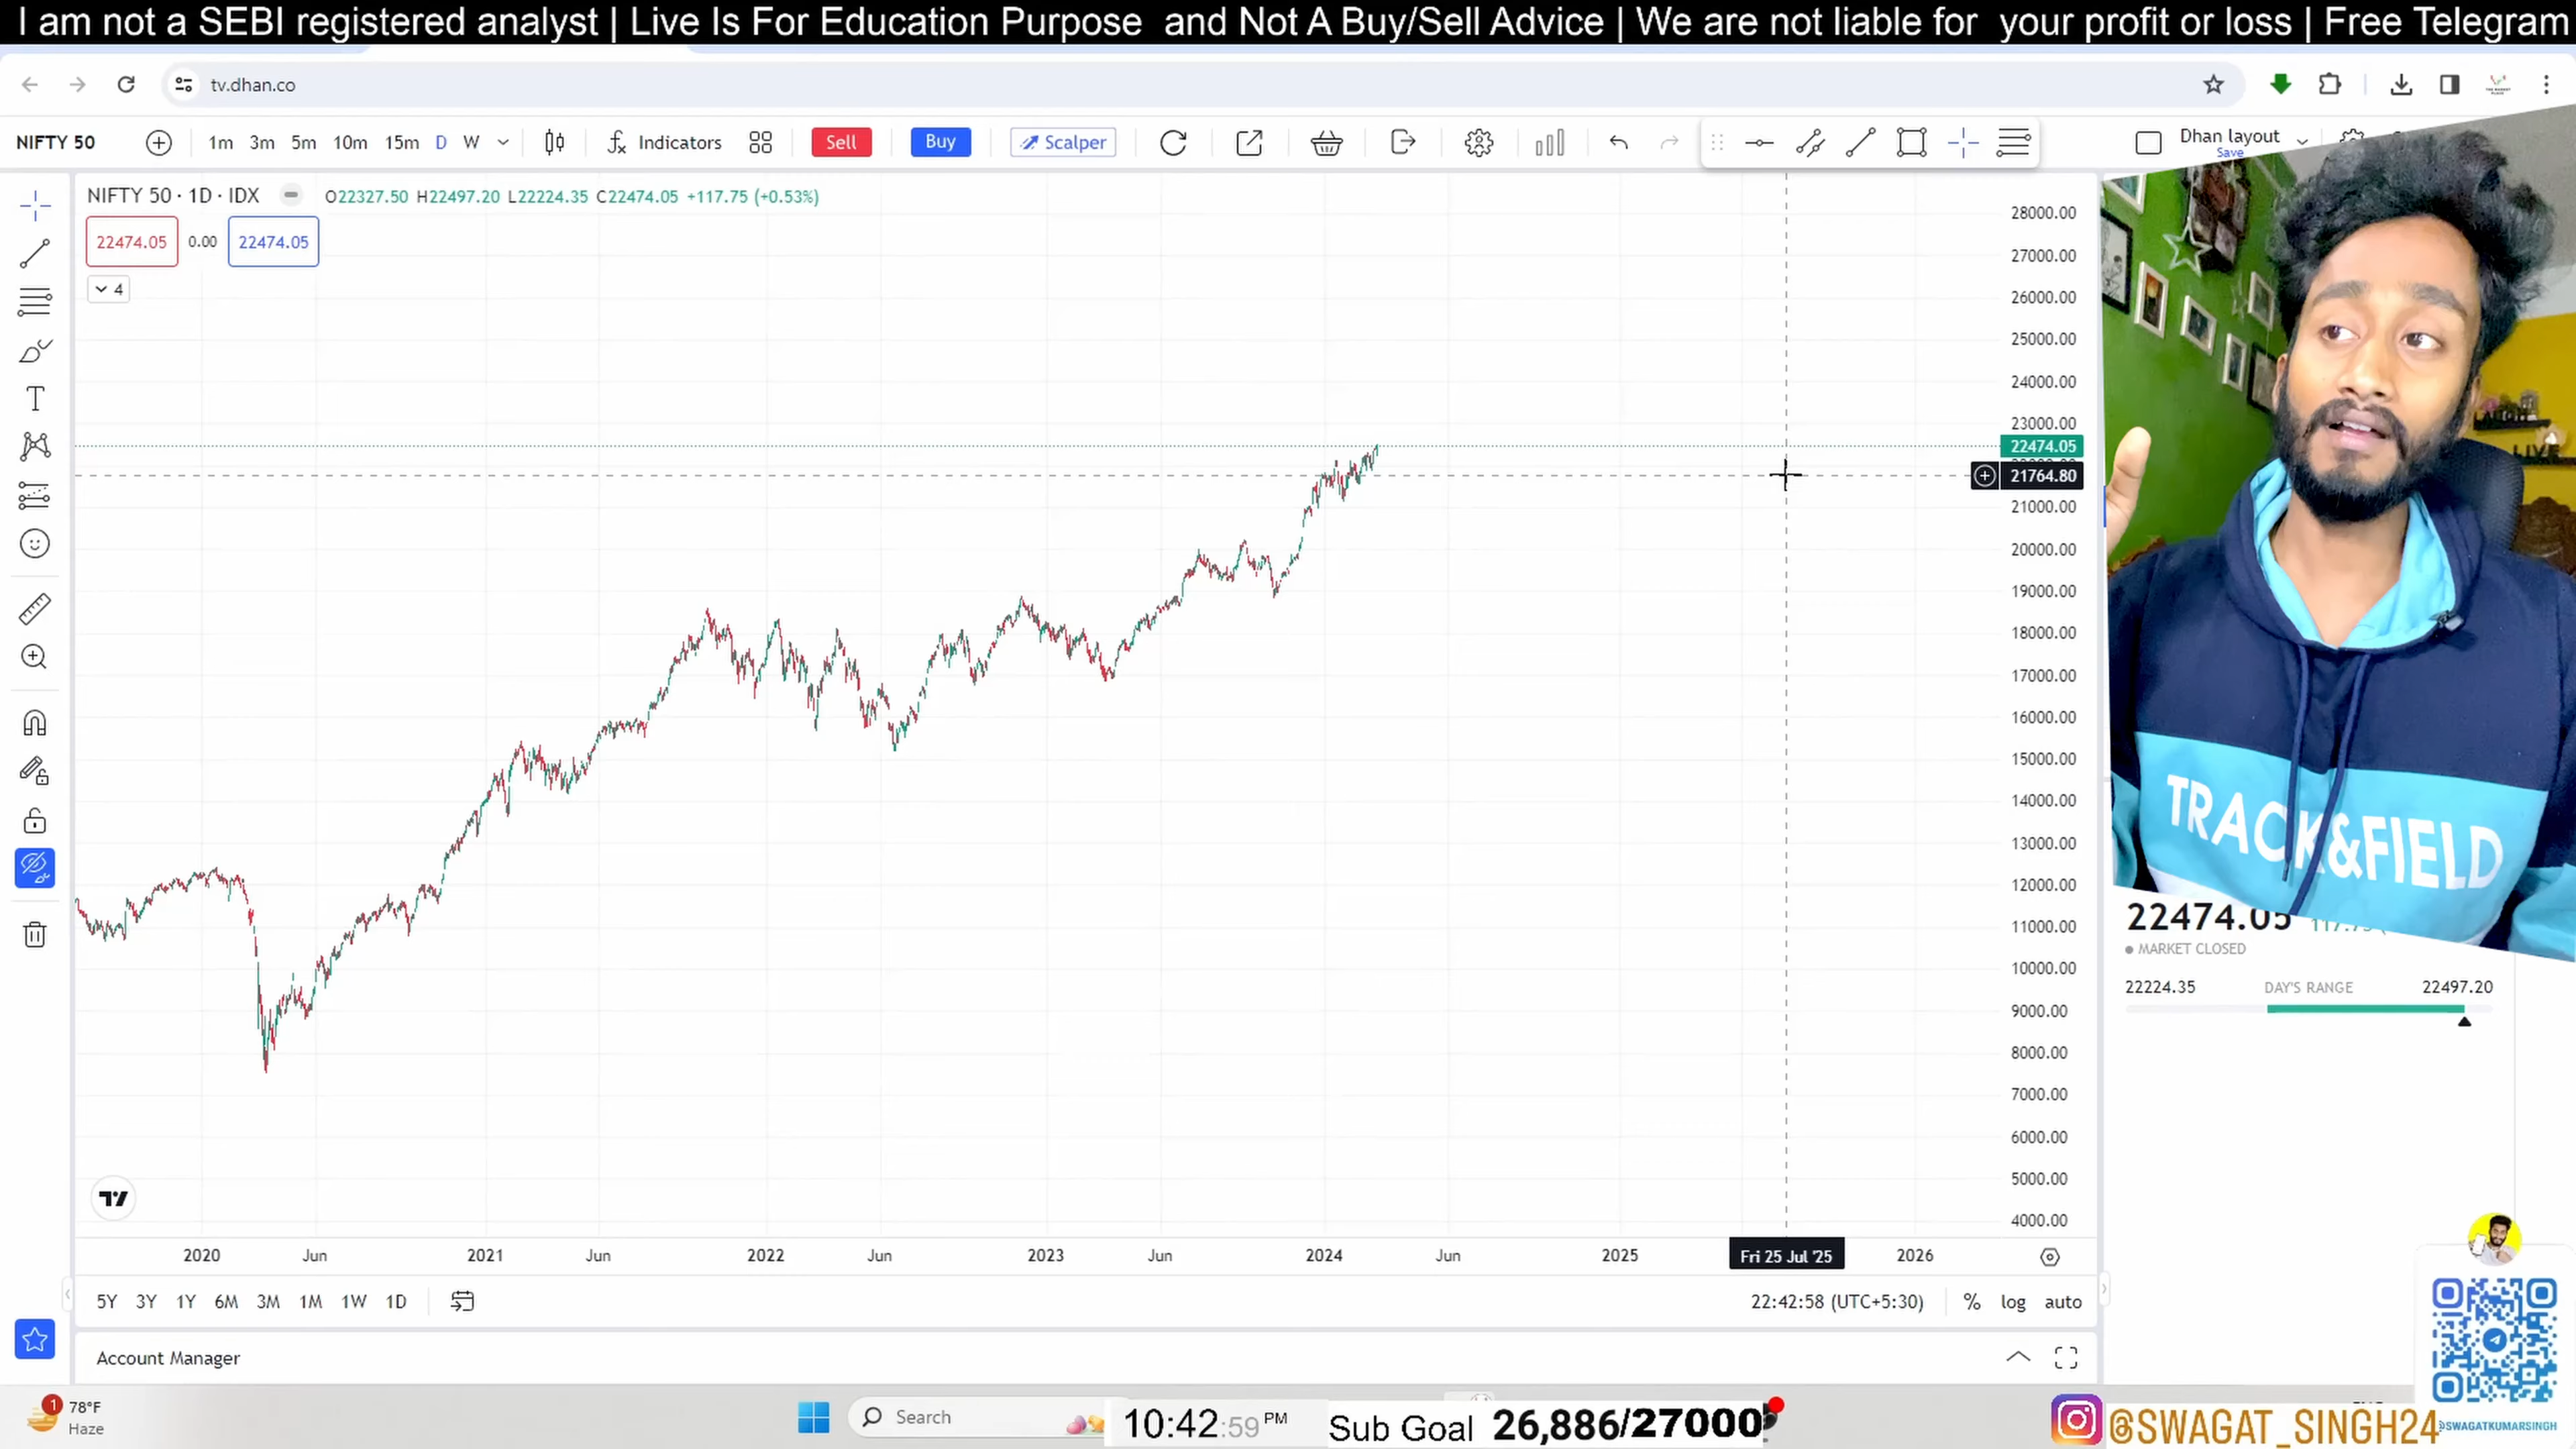 I am not a SEBI registered analyst | Live Is For Education Purpose and Not A Buy/Sell Advice | We are not liable for your profit or loss | Free Telegram
tv.dhan.co
NIFTY 50 1m 3m 5m 10m 15m D W Indicators Sell Buy Scalper Dhan layout
Save
NIFTY 50 · 1D · IDX O22327.50 H22497.20 L22224.35 C22474.05 +117.75 (+0.53%)
22474.05 0.00 22474.05
4
28000.00
27000.00
26000.00
25000.00
24000.00
23000.00
22474.05
21764.80
21000.00
20000.00
19000.00
18000.00
17000.00
16000.00
15000.00
14000.00
13000.00
12000.00
11000.00
10000.00
9000.00
8000.00
7000.00
6000.00
5000.00
4000.00
LIVE
TRACK&FIELD
22474.05
MARKET CLOSED
22224.35 DAY'S RANGE 22497.20
2020 Jun 2021 Jun 2022 Jun 2023 Jun 2024 Jun 2025 Fri 25 Jul '25 2026
5Y 3Y 1Y 6M 3M 1M 1W 1D 22:42:58 (UTC+5:30) % log auto
Account Manager
1 78°F
Haze
Search
10:42:59 PM
Sub Goal 26,886/27000
@SWAGAT_SINGH24
@SWAGATKUMARSINGH